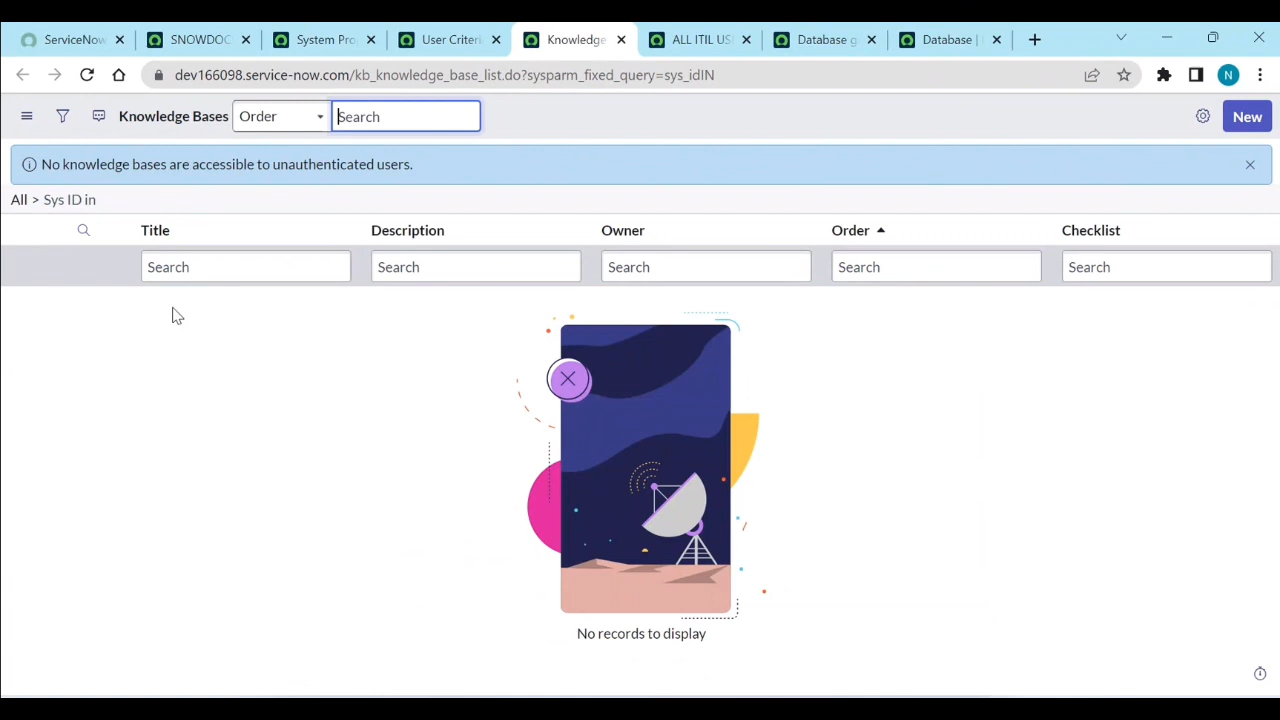 ServiceNow
SNOWDOC
System Pro
User Criteri
Knowledge
ALL ITIL US
Database g
Database |
dev166098.service-now.com/kb_knowledge_base_list.do?sysparm_fixed_query=sys_idIN
N
Knowledge Bases
Order
Search
New
No knowledge bases are accessible to unauthenticated users.
All > Sys ID in
Title
Description
Owner
Order
Checklist
Search
Search
Search
Search
Search
No records to display